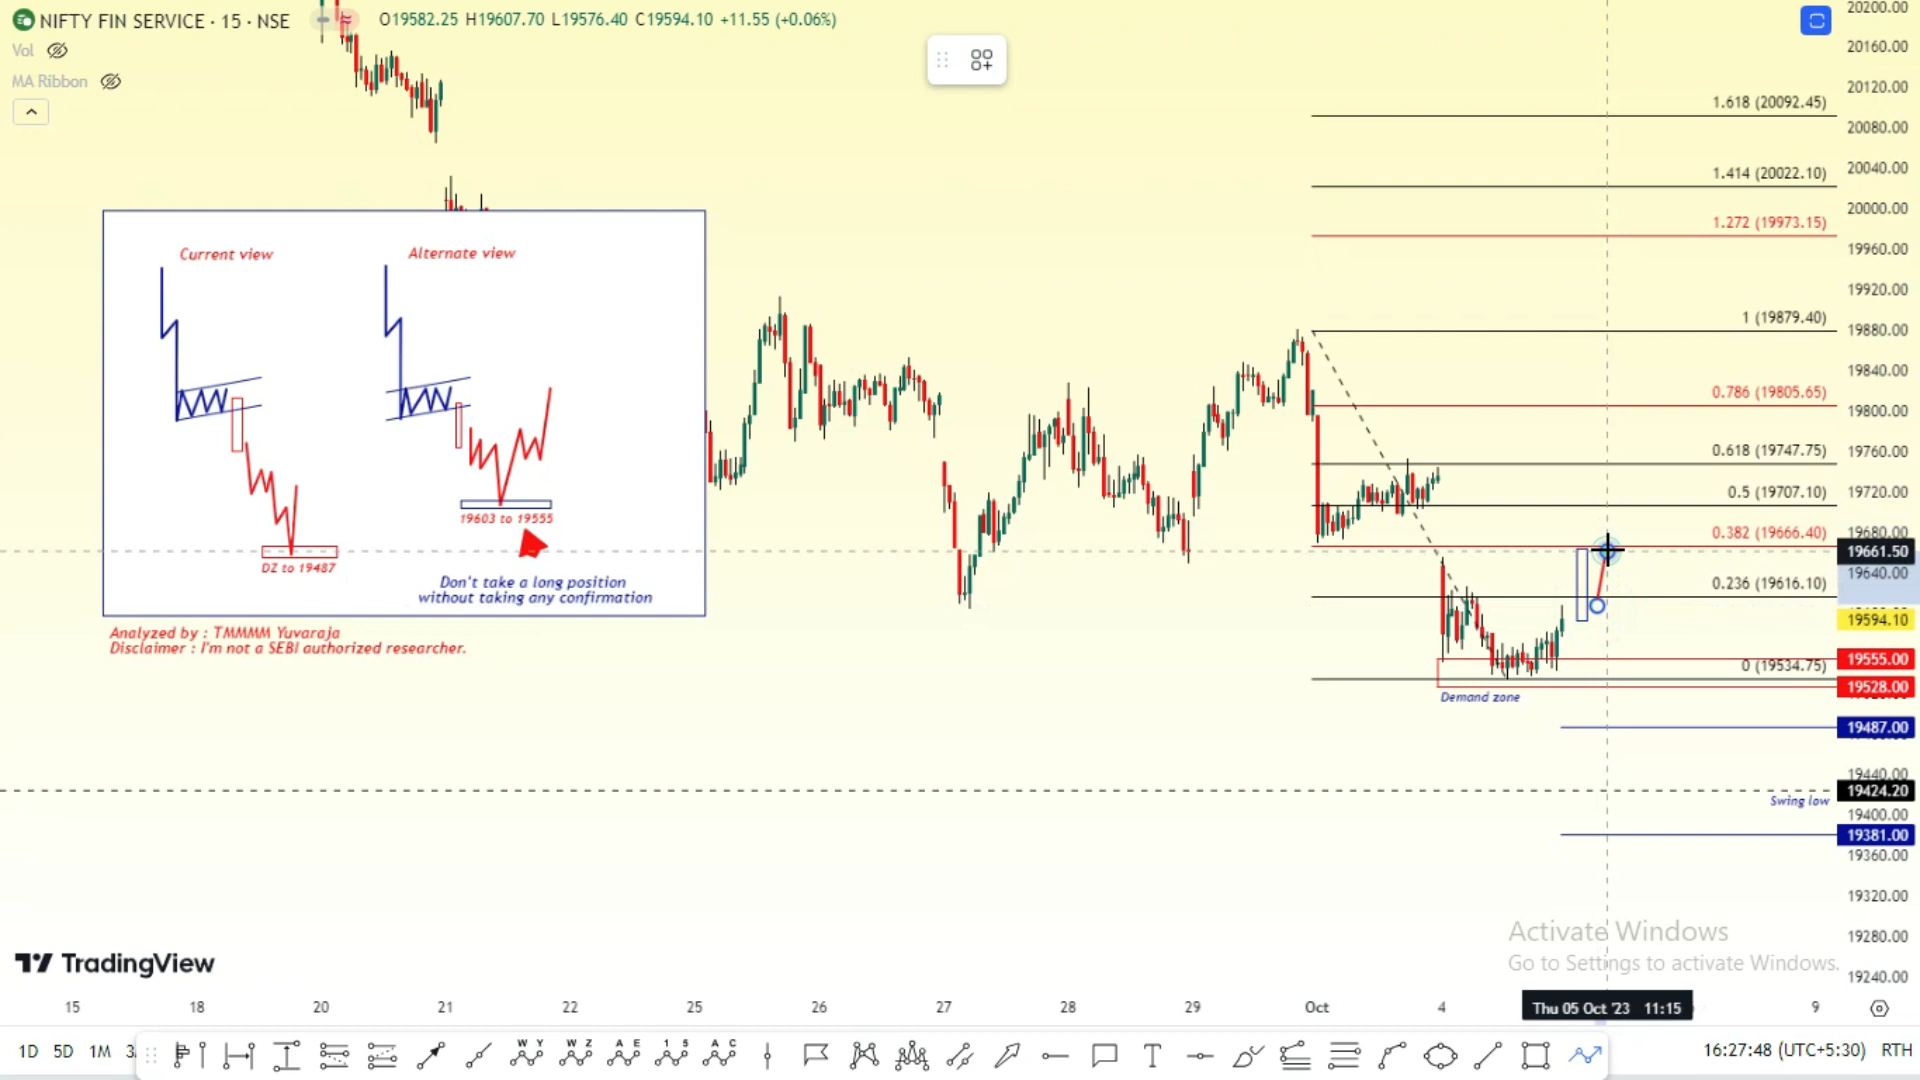 NIFTY FIN SERVICE · 15 · NSE
O19582.25 H19607.70 L19576.40 C19594.10 +11.55 (+0.06%)
Vol
MA Ribbon
Current view
Alternate view
19603 to 19555
DZ to 19487
Don't take a long position
without taking any confirmation
Analyzed by : TMMMM Yuvaraja
Disclaimer : I'm not a SEBI authorized researcher.
1.618 (20092.45)
1.414 (20022.10)
1.272 (19973.15)
1 (19879.40)
0.786 (19805.65)
0.618 (19747.75)
0.5 (19707.10)
0.382 (19666.40)
0.236 (19616.10)
0 (19534.75)
Demand zone
Swing low
20200.00
20160.00
20120.00
20080.00
20040.00
20000.00
19960.00
19920.00
19880.00
19840.00
19800.00
19760.00
19720.00
19680.00
19661.50
19640.00
19594.10
19555.00
19528.00
19487.00
19440.00
19424.20
19400.00
19381.00
19360.00
19320.00
19280.00
19240.00
Activate Windows
Go to Settings to activate Windows.
TradingView
15 18 20 21 22 25 26 27 28 29 Oct 4 Thu 05 Oct '23 11:15 9
1D 5D 1M
W Y W Z A E 1 5 A C
T
16:27:48 (UTC+5:30) RTH